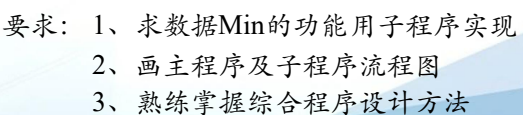 要求: 1、求数据Min的功能用子程序实现
2、画主程序及子程序流程图
3、熟练掌握综合程序设计方法